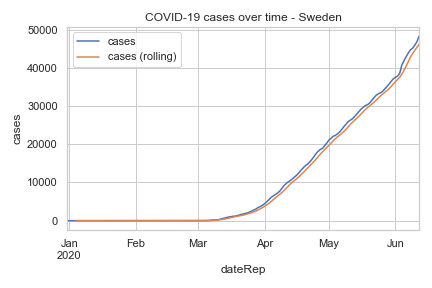 COVID-19 cases over time - Sweden
cases
cases (rolling)
50000
40000
30000
20000
10000
0
cases
Jan
2020
Feb
Mar
Apr
May
Jun
dateRep